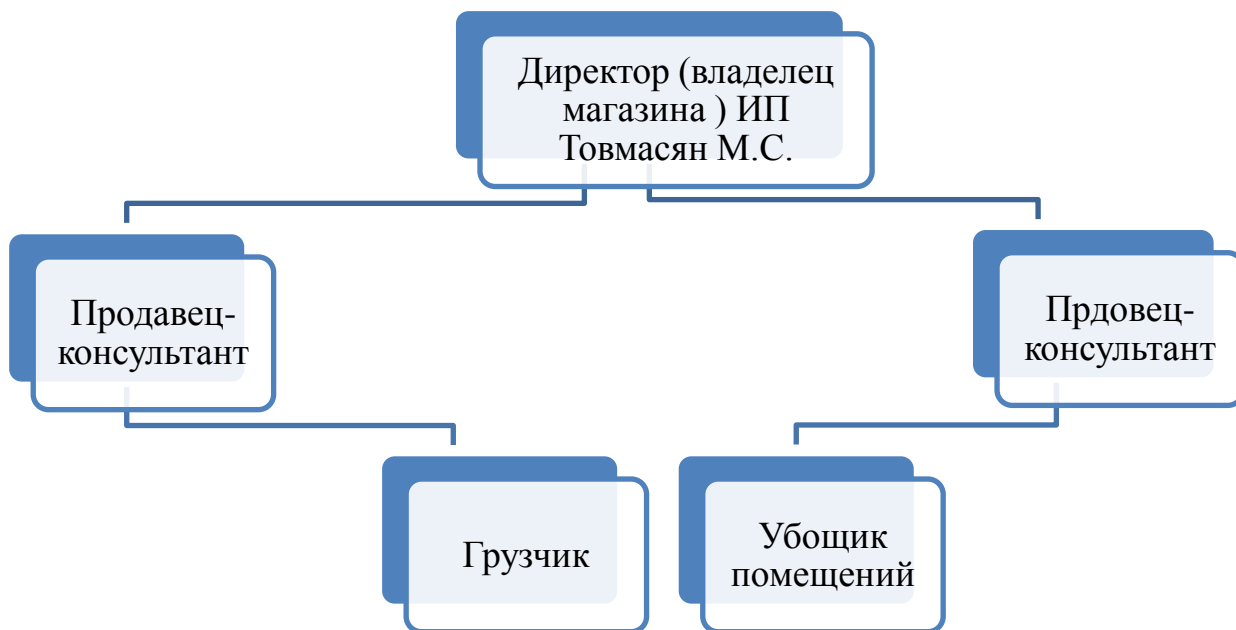 Директор (владелец
магазина ) ИП
Товмасян М.С.
Продавец-
консультант
Прдовец-
консультант
Грузчик
Убощик
помещений